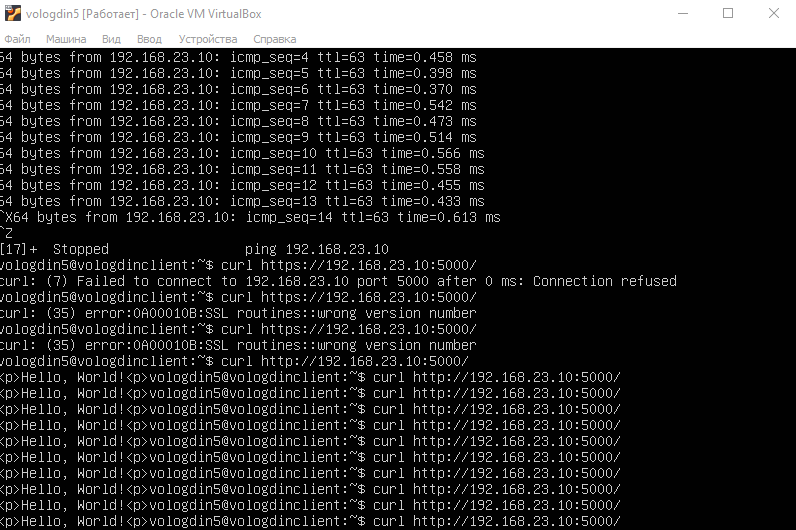 vologdin5 [Работает] - Oracle VM VirtualBox
Файл Машина Вид Ввод Устройства Справка
64 bytes from 192.168.23.10: icmp_seq=4 ttl=63 time=0.458 ms
64 bytes from 192.168.23.10: icmp_seq=5 ttl=63 time=0.398 ms
64 bytes from 192.168.23.10: icmp_seq=6 ttl=63 time=0.370 ms
64 bytes from 192.168.23.10: icmp_seq=7 ttl=63 time=0.542 ms
64 bytes from 192.168.23.10: icmp_seq=8 ttl=63 time=0.473 ms
64 bytes from 192.168.23.10: icmp_seq=9 ttl=63 time=0.514 ms
64 bytes from 192.168.23.10: icmp_seq=10 ttl=63 time=0.566 ms
64 bytes from 192.168.23.10: icmp_seq=11 ttl=63 time=0.558 ms
64 bytes from 192.168.23.10: icmp_seq=12 ttl=63 time=0.455 ms
64 bytes from 192.168.23.10: icmp_seq=13 ttl=63 time=0.433 ms
^X64 bytes from 192.168.23.10: icmp_seq=14 ttl=63 time=0.613 ms
^Z
[17]+  Stopped                 ping 192.168.23.10
vologdin5@vologdinclient:~$ curl https://192.168.23.10:5000/
curl: (7) Failed to connect to 192.168.23.10 port 5000 after 0 ms: Connection refused
vologdin5@vologdinclient:~$ curl https://192.168.23.10:5000/
curl: (35) error:0A00010B:SSL routines::wrong version number
vologdin5@vologdinclient:~$ curl https://192.168.23.10:5000/
curl: (35) error:0A00010B:SSL routines::wrong version number
vologdin5@vologdinclient:~$ curl http://192.168.23.10:5000/
<p>Hello, World!<p>vologdin5@vologdinclient:~$ curl http://192.168.23.10:5000/
<p>Hello, World!<p>vologdin5@vologdinclient:~$ curl http://192.168.23.10:5000/
<p>Hello, World!<p>vologdin5@vologdinclient:~$ curl http://192.168.23.10:5000/
<p>Hello, World!<p>vologdin5@vologdinclient:~$ curl http://192.168.23.10:5000/
<p>Hello, World!<p>vologdin5@vologdinclient:~$ curl http://192.168.23.10:5000/
<p>Hello, World!<p>vologdin5@vologdinclient:~$ curl http://192.168.23.10:5000/
<p>Hello, World!<p>vologdin5@vologdinclient:~$ curl http://192.168.23.10:5000/
<p>Hello, World!<p>vologdin5@vologdinclient:~$ curl http://192.168.23.10:5000/
<p>Hello, World!<p>vologdin5@vologdinclient:~$ curl http://192.168.23.10:5000/
<p>Hello, World!<p>vologdin5@vologdinclient:~$ curl http://192.168.23.10:5000/